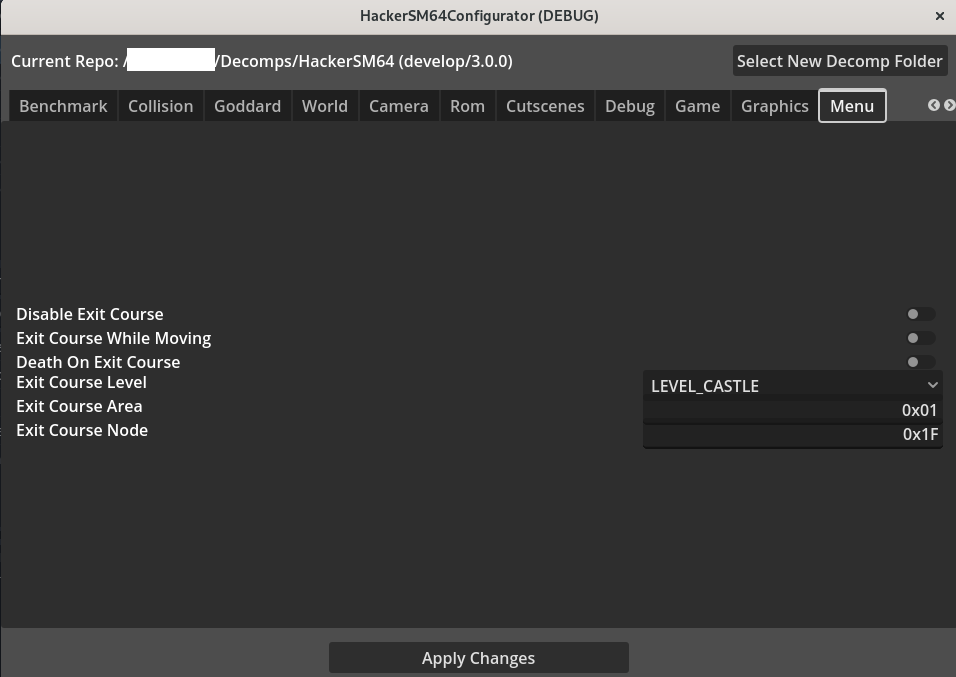 HackerSM64Configurator (DEBUG)
Current Repo: / /Decomps/HackerSM64 (develop/3.0.0) Select New Decomp Folder
Benchmark Collision Goddard World Camera Rom Cutscenes Debug Game Graphics Menu
Disable Exit Course
Exit Course While Moving
Death On Exit Course
Exit Course Level LEVEL_CASTLE
Exit Course Area 0x01
Exit Course Node 0x1F
Apply Changes